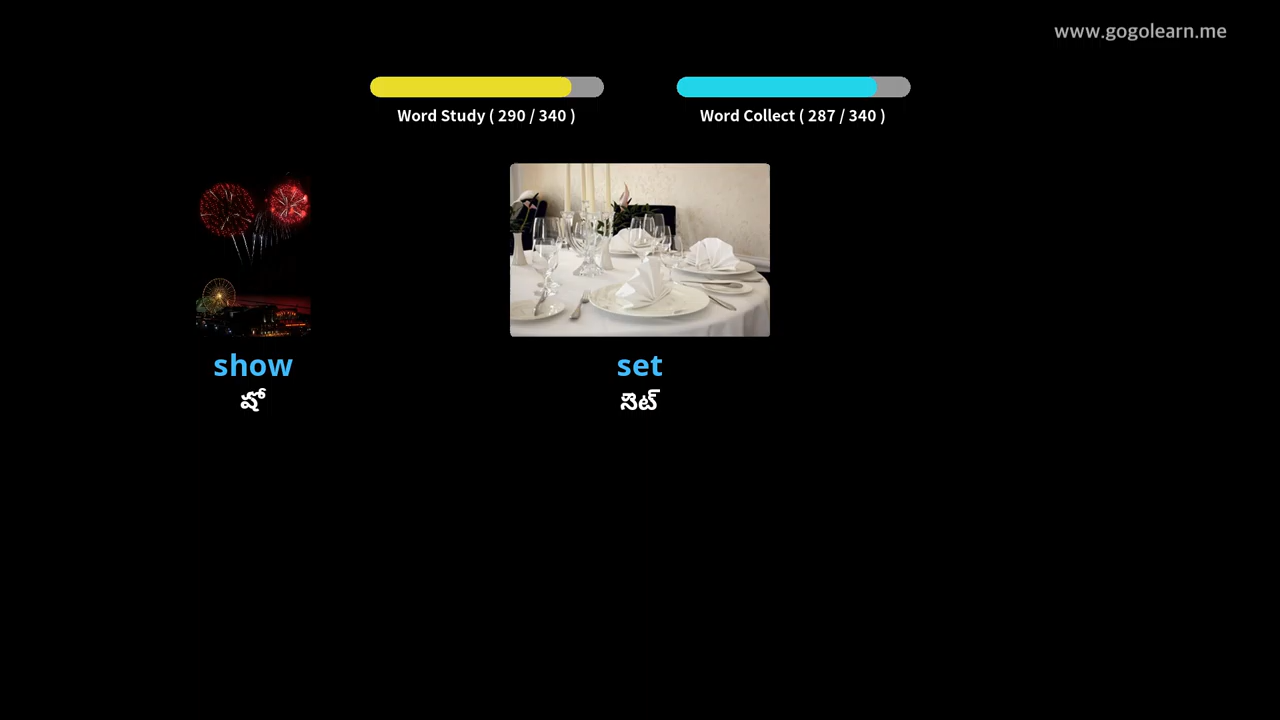 www.gogolearn.me
Word Study ( 290 / 340 )
Word Collect ( 287 / 340 )
show
షో
set
సెట్